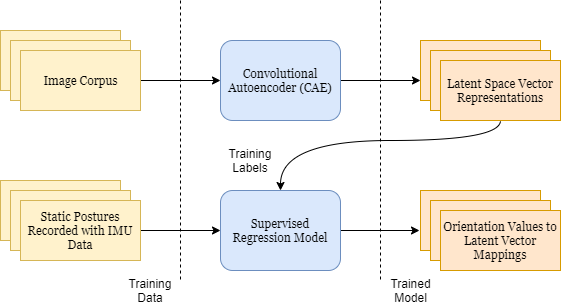 Image Corpus
Convolutional
Autoencoder (CAE)
Latent Space Vector
Representations
Training
Labels
Static Postures
Recorded with IMU
Data
Supervised
Regression Model
Orientation Values to
Latent Vector
Mappings
Training
Data
Trained
Model